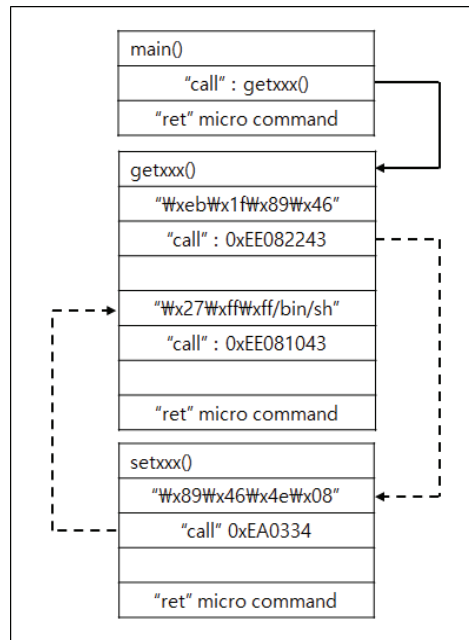 main()
“call” : getxxx()
“ret” micro command
getxxx()
“₩xeb₩x1f₩x89₩x46”
“call” : 0xEE082243
“₩x27₩xff₩xff/bin/sh”
“call” : 0xEE081043
“ret” micro command
setxxx()
“₩x89₩x46₩x4e₩x08”
“call” 0xEA0334
“ret” micro command